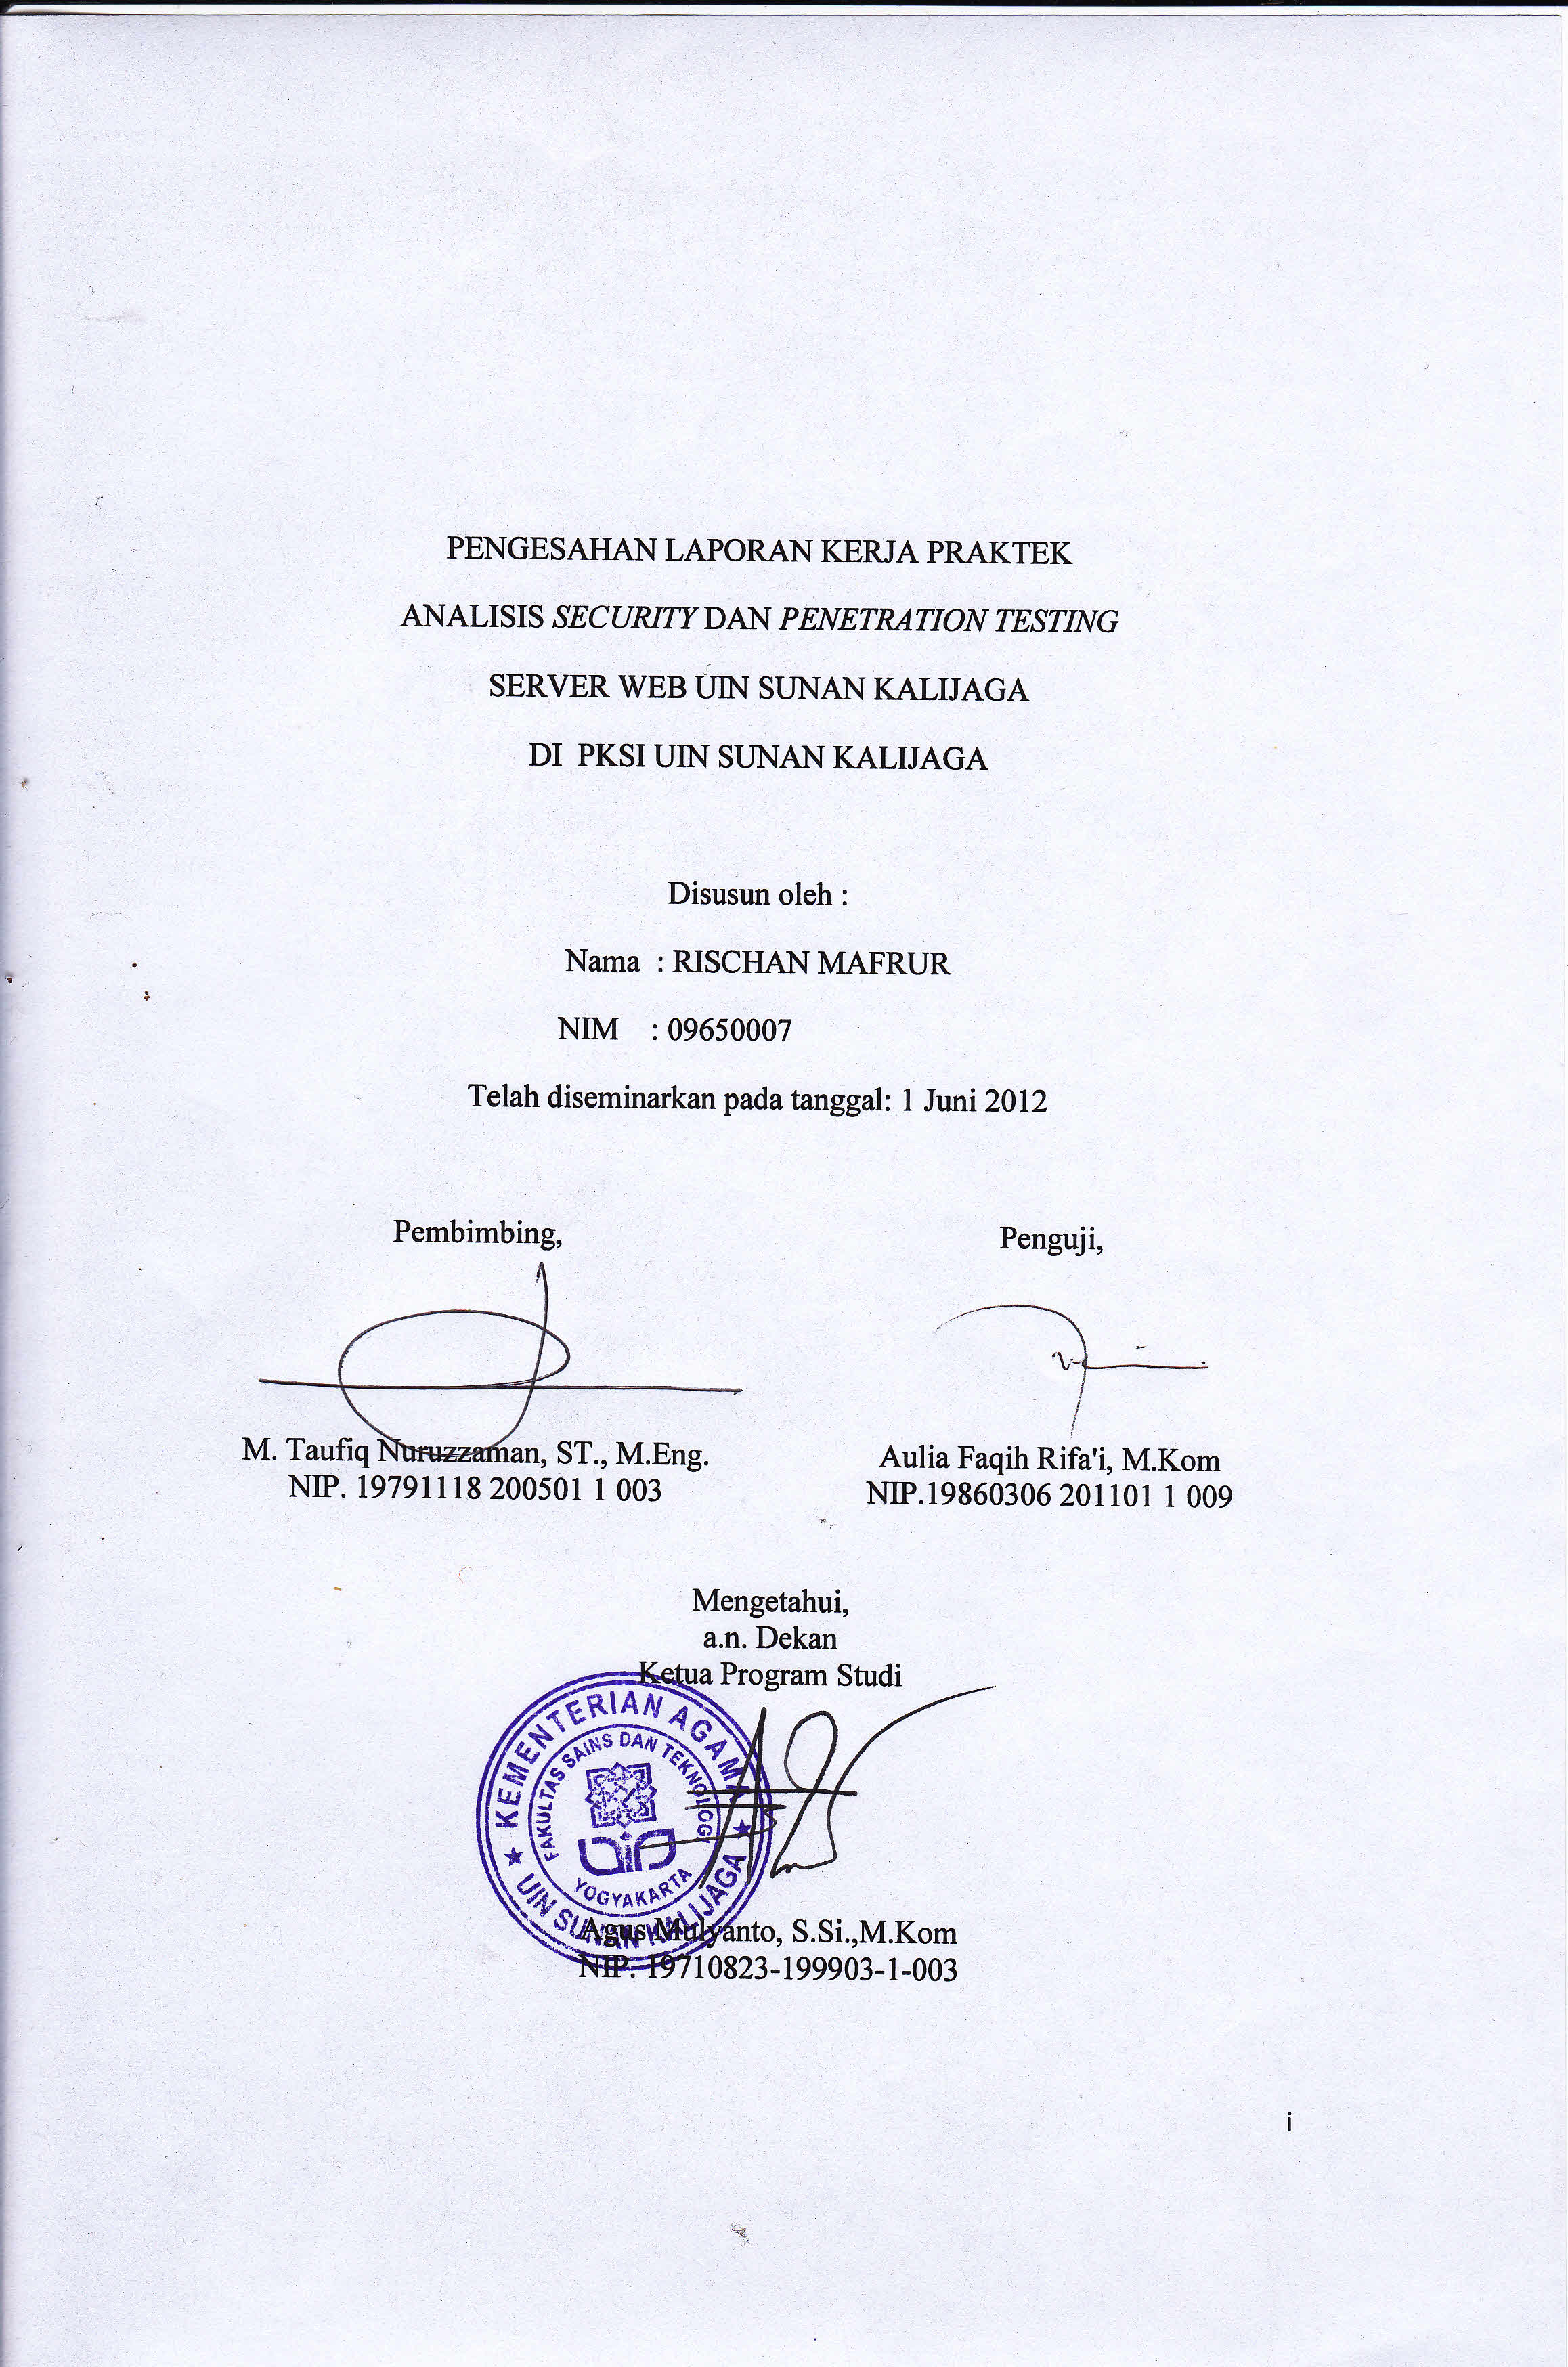 PENGESAHAN LAPORAN KERJA PRAKTEK
ANALISIS SECURITY DAN PENETRATION TESTING
SERVER WEB UIN SUNAN KALIJAGA
DI PKSI UIN SUNAN KALIJAGA
Disusun oleh :
Nama : RISCHAN MAFRUR
NIM : 09650007
Telah diseminarkan pada tanggal: 1 Juni 2012
Pembimbing,
M. Taufiq Nuruzzaman, ST., M.Eng.
NIP. 19791118 200501 1 003
Penguji,
Aulia Faqih Rifa'i, M.Kom
NIP.19860306 201101 1 009
Mengetahui,
a.n. Dekan
Ketua Program Studi
KEMENTERIAN AGAMA
FAKULTAS SAINS DAN TEKNOLOGI
UIN
YOGYAKARTA
UIN SUNAN KALIJAGA
Agus Mulyanto, S.Si.,M.Kom
NIP. 19710823-199903-1-003
i